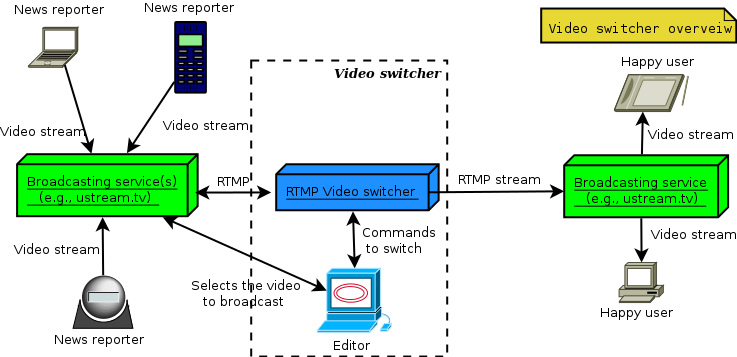 News reporter
News reporter
Video switcher overveiw
Happy user
Video switcher
Video stream
Video stream
Video stream
Broadcasting service(s)
(e.g., ustream.tv)
RTMP
RTMP Video switcher
RTMP stream
Broadcasting service
(e.g., ustream.tv)
Commands
to switch
Video stream
Video stream
Selects the video
to broadcast
News reporter
Editor
Happy user